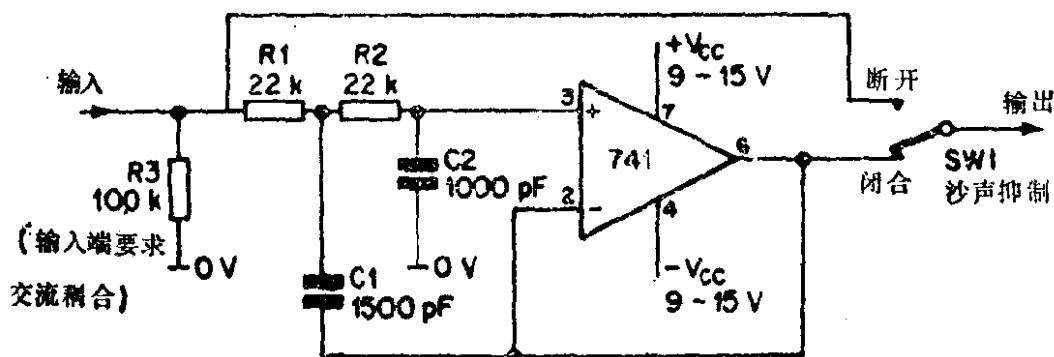 输入
R1
22 k
R2
22 k
+VCC
9~15 V
断开
输出
SW1
沙声抑制
闭合
3
+
7
741
6
2
-
4
R3
100 k
(输入端要求
交流耦合)
0V
C2
1000 pF
0V
C1
1500 pF
-VCC
9~15 V